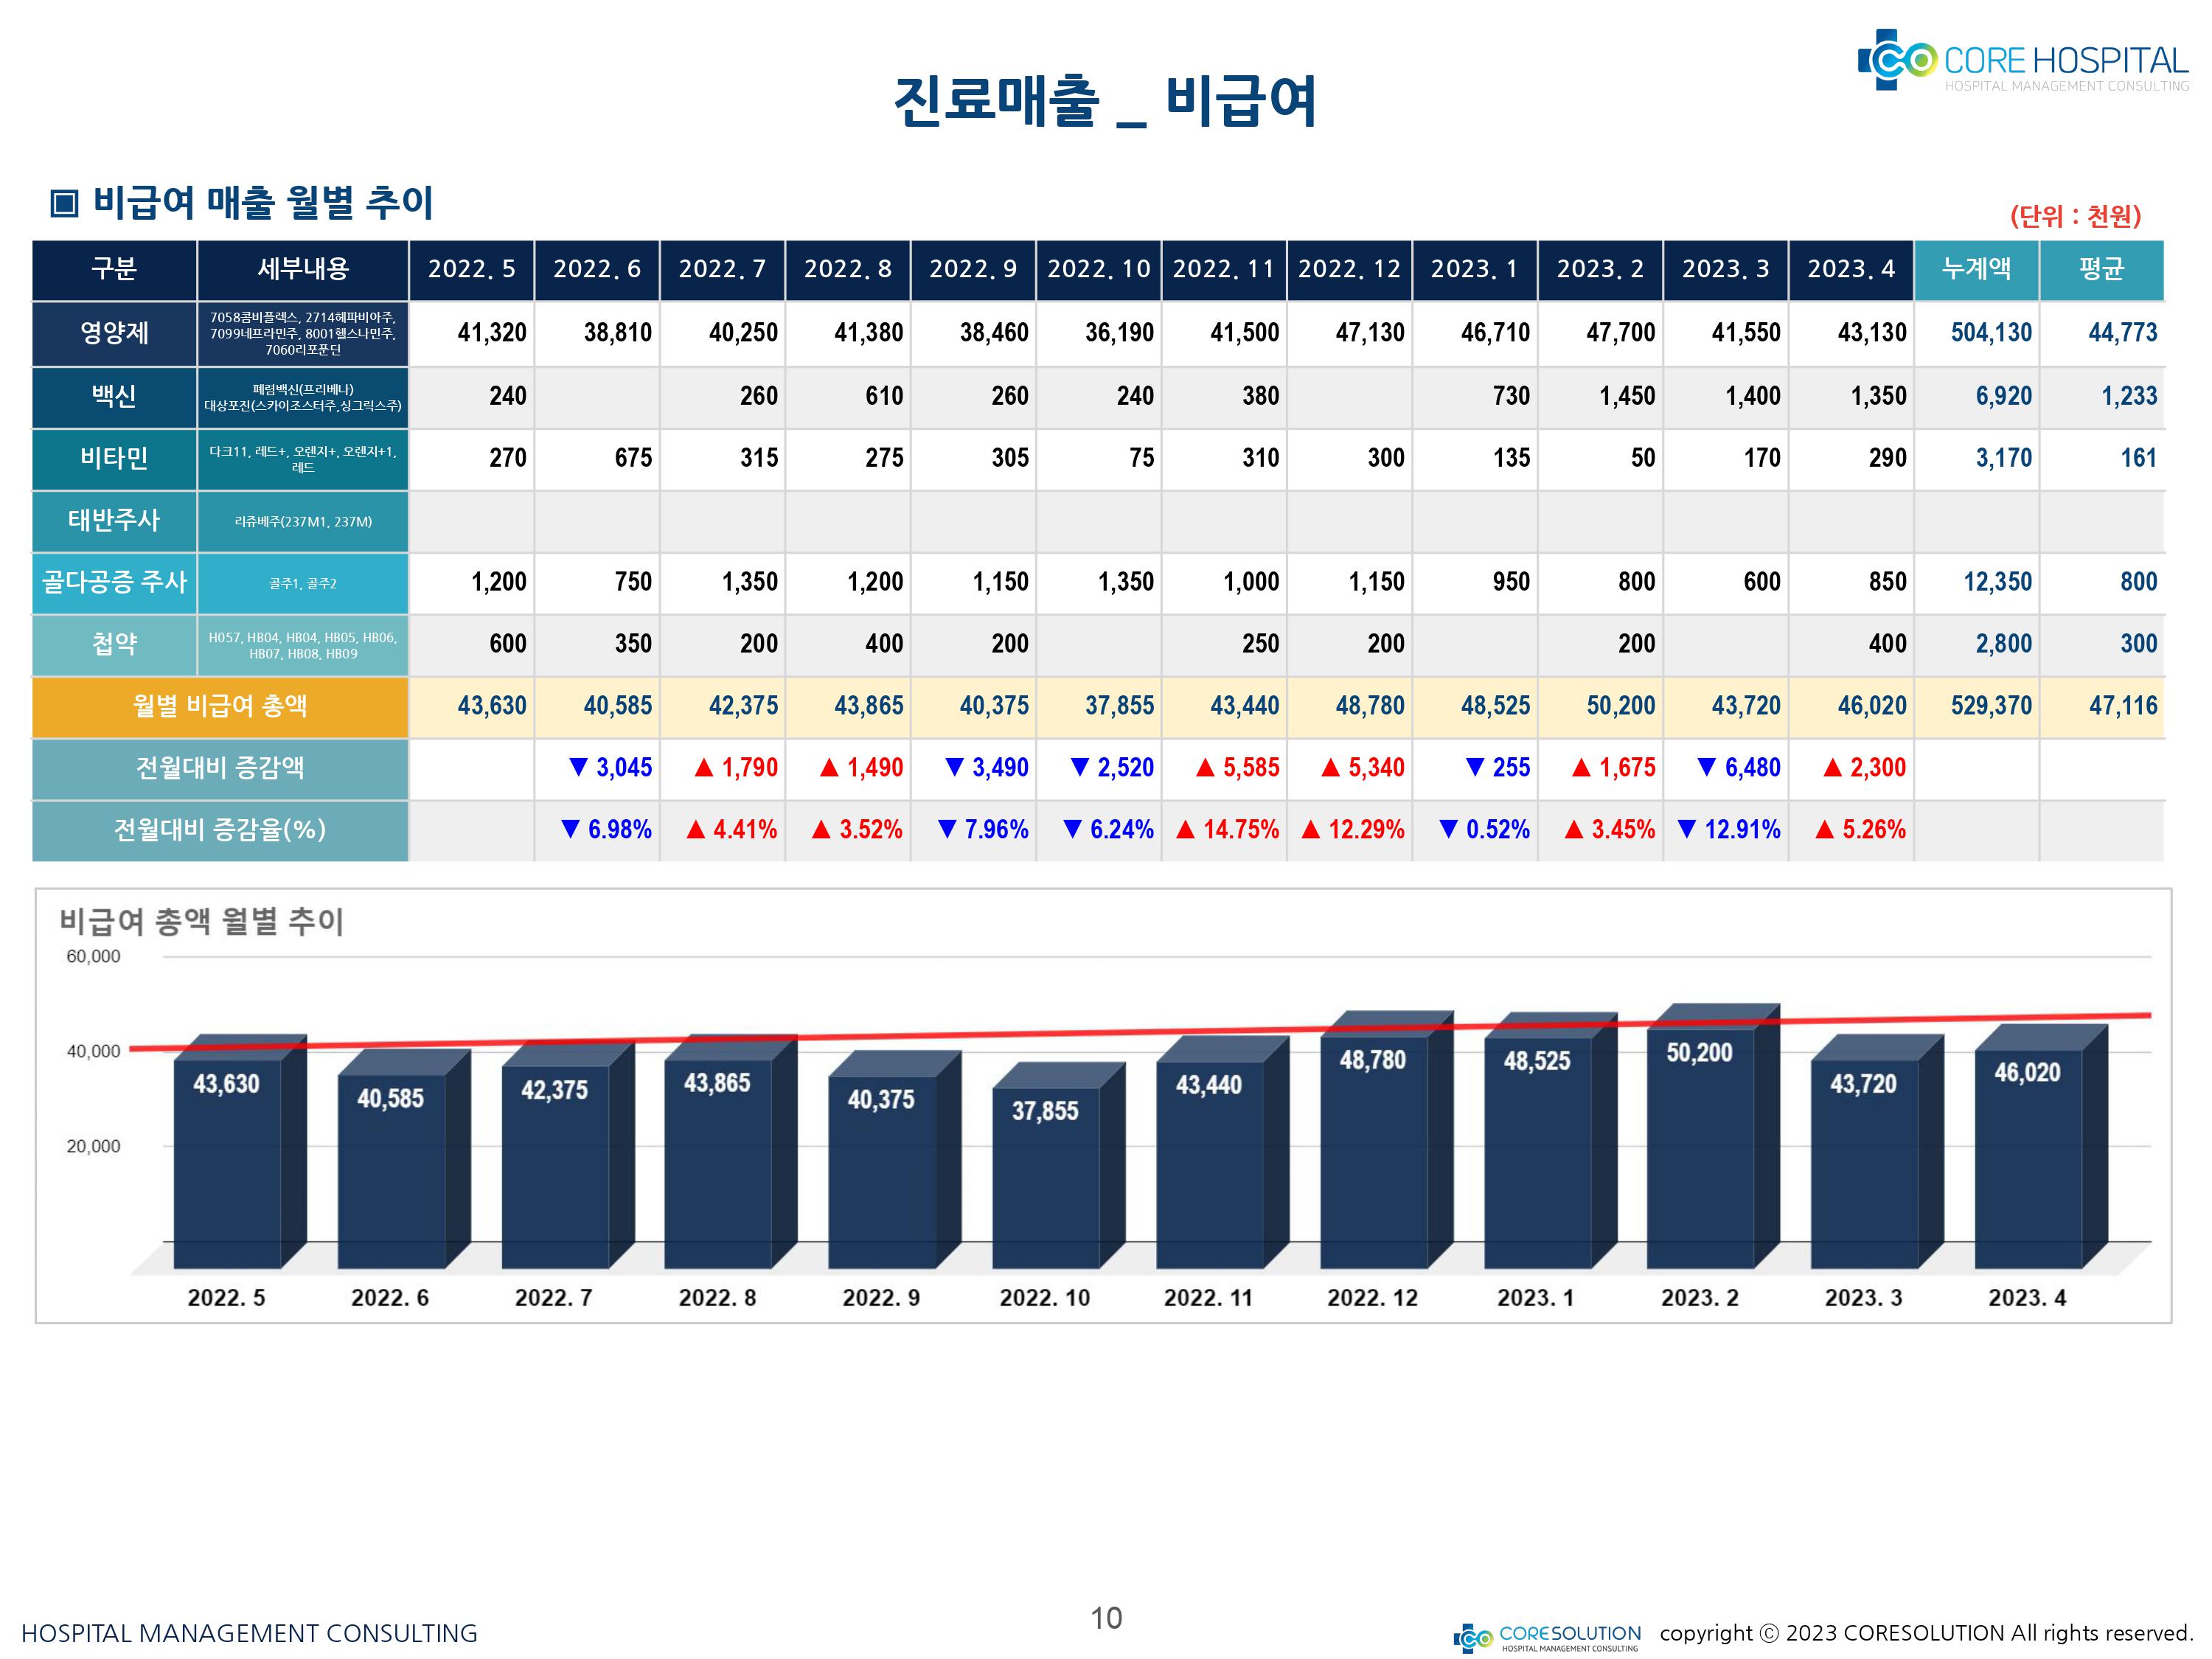 CORE HOSPITAL
HOSPITAL MANAGEMENT CONSULTING
진료매출 _ 비급여
▣ 비급여 매출 월별 추이
(단위 : 천원)
구분 세부내용 2022. 5 2022. 6 2022. 7 2022. 8 2022. 9 2022. 10 2022. 11 2022. 12 2023. 1 2023. 2 2023. 3 2023. 4 누계액 평균
영양제 7058콤비플렉스, 2714헤파비아주, 7099네프라민주, 8001헬스나민주, 7060리포푼딘 41,320 38,810 40,250 41,380 38,460 36,190 41,500 47,130 46,710 47,700 41,550 43,130 504,130 44,773
백신 폐렴백신(프리베나) 대상포진(스카이조스터주,싱그릭스주) 240 260 610 260 240 380 730 1,450 1,400 1,350 6,920 1,233
비타민 다크11, 레드+, 오렌지+, 오렌지+1, 레드 270 675 315 275 305 75 310 300 135 50 170 290 3,170 161
태반주사 리쥬베주(237M1, 237M)
골다공증 주사 골주1, 골주2 1,200 750 1,350 1,200 1,150 1,350 1,000 1,150 950 800 600 850 12,350 800
첩약 H057, HB04, HB04, HB05, HB06, HB07, HB08, HB09 600 350 200 400 200 250 200 200 400 2,800 300
월별 비급여 총액 43,630 40,585 42,375 43,865 40,375 37,855 43,440 48,780 48,525 50,200 43,720 46,020 529,370 47,116
전월대비 증감액 ▼ 3,045 ▲ 1,790 ▲ 1,490 ▼ 3,490 ▼ 2,520 ▲ 5,585 ▲ 5,340 ▼ 255 ▲ 1,675 ▼ 6,480 ▲ 2,300
전월대비 증감율(%) ▼ 6.98% ▲ 4.41% ▲ 3.52% ▼ 7.96% ▼ 6.24% ▲ 14.75% ▲ 12.29% ▼ 0.52% ▲ 3.45% ▼ 12.91% ▲ 5.26%
비급여 총액 월별 추이
60,000
40,000
20,000
43,630 40,585 42,375 43,865 40,375 37,855 43,440 48,780 48,525 50,200 43,720 46,020
2022. 5 2022. 6 2022. 7 2022. 8 2022. 9 2022. 10 2022. 11 2022. 12 2023. 1 2023. 2 2023. 3 2023. 4
HOSPITAL MANAGEMENT CONSULTING
10
CORESOLUTION
HOSPITAL MANAGEMENT CONSULTING
copyright ⓒ 2023 CORESOLUTION All rights reserved.